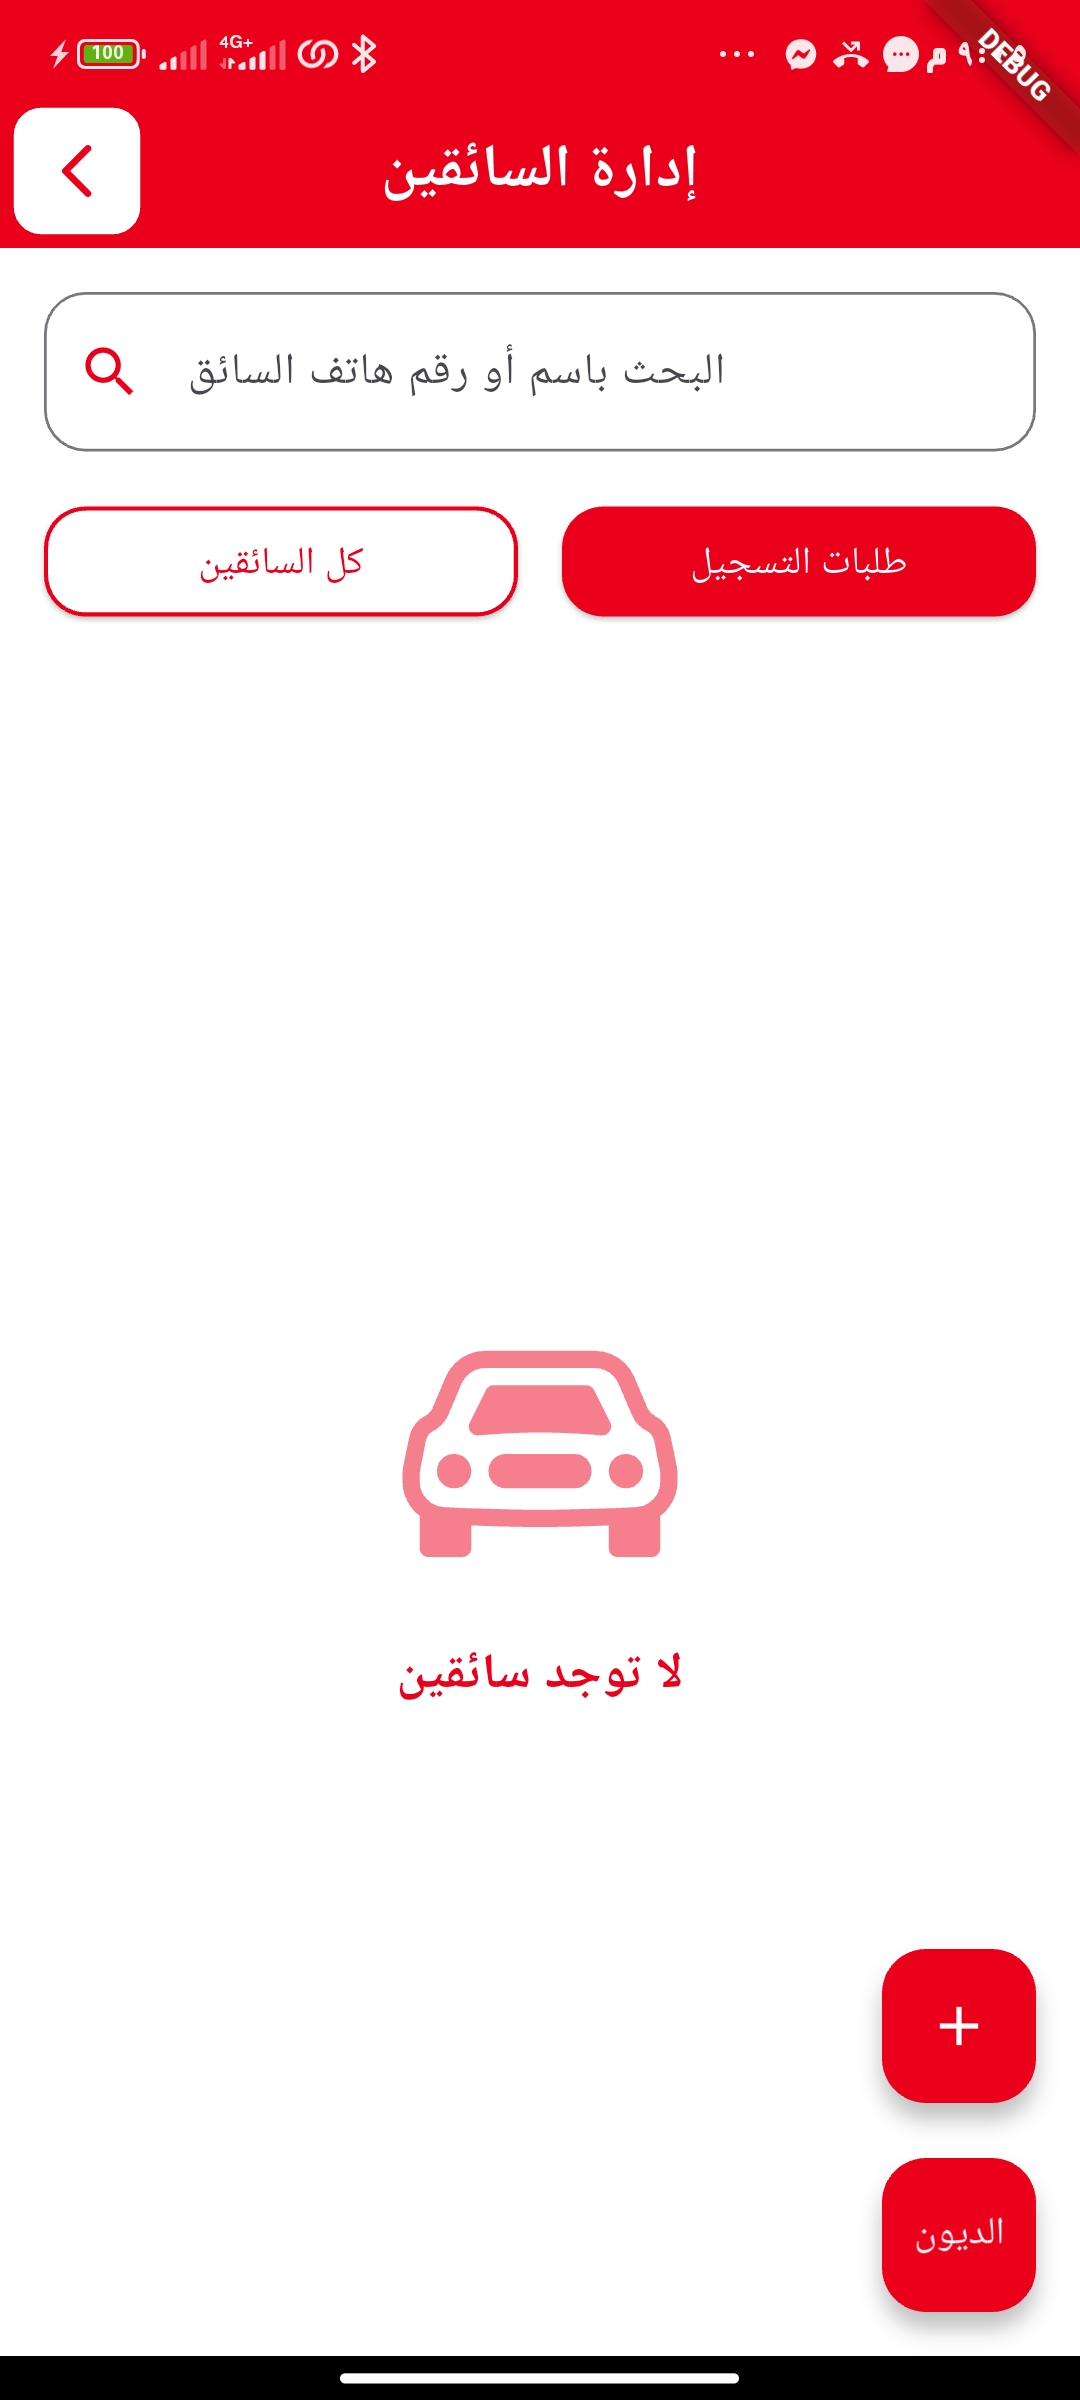 100
4G+
م
DEBUG
إدارة السائقين
البحث باسم أو رقم هاتف السائق
طلبات التسجيل
كل السائقين
لا توجد سائقين
+
الديون